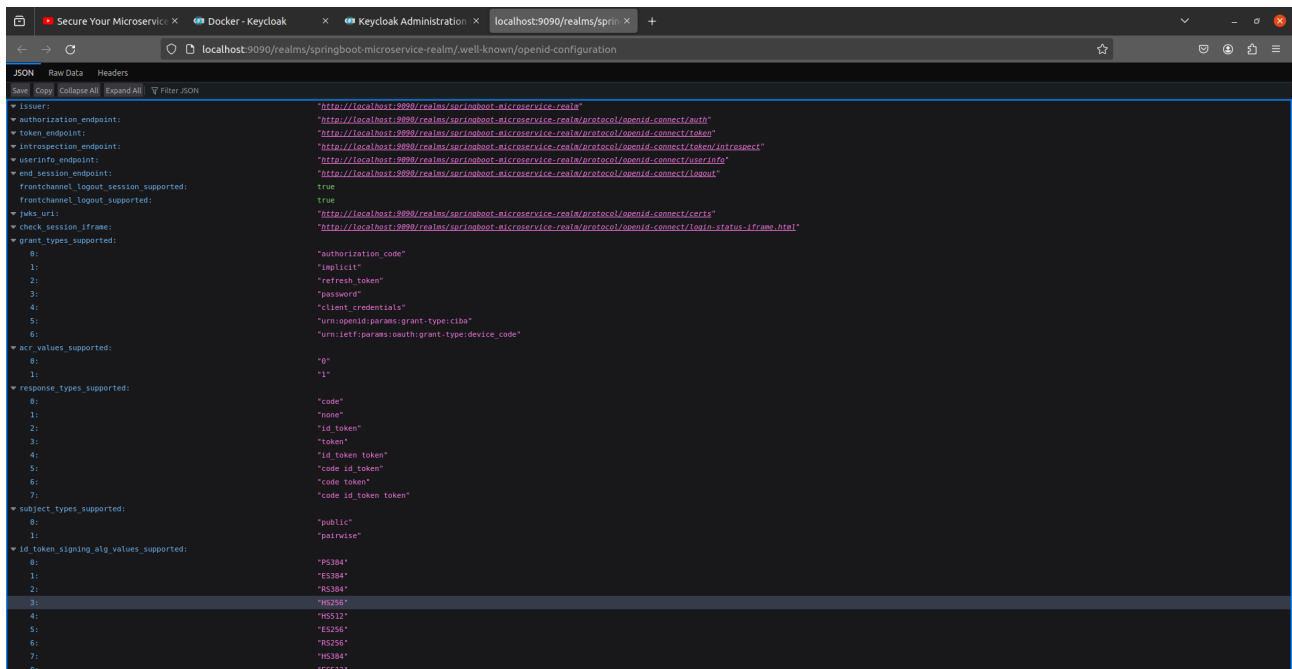 Secure Your Microservice
Docker - Keycloak
Keycloak Administration
localhost:9090/realms/sprin
localhost:9090/realms/springboot-microservice-realm/.well-known/openid-configuration
JSON Raw Data Headers
Save Copy Collapse All Expand All Filter JSON
issuer: "http://localhost:9090/realms/springboot-microservice-realm"
authorization_endpoint: "http://localhost:9090/realms/springboot-microservice-realm/protocol/openid-connect/auth"
token_endpoint: "http://localhost:9090/realms/springboot-microservice-realm/protocol/openid-connect/token"
introspection_endpoint: "http://localhost:9090/realms/springboot-microservice-realm/protocol/openid-connect/token/introspect"
userinfo_endpoint: "http://localhost:9090/realms/springboot-microservice-realm/protocol/openid-connect/userinfo"
end_session_endpoint: "http://localhost:9090/realms/springboot-microservice-realm/protocol/openid-connect/logout"
frontchannel_logout_session_supported: true
frontchannel_logout_supported: true
jwks_uri: "http://localhost:9090/realms/springboot-microservice-realm/protocol/openid-connect/certs"
check_session_iframe: "http://localhost:9090/realms/springboot-microservice-realm/protocol/openid-connect/login-status-iframe.html"
grant_types_supported:
0: "authorization_code"
1: "implicit"
2: "refresh_token"
3: "password"
4: "client_credentials"
5: "urn:openid:params:grant-type:ciba"
6: "urn:ietf:params:oauth:grant-type:device_code"
acr_values_supported:
0: "0"
1: "1"
response_types_supported:
0: "code"
1: "none"
2: "id_token"
3: "token"
4: "id_token token"
5: "code id_token"
6: "code token"
7: "code id_token token"
subject_types_supported:
0: "public"
1: "pairwise"
id_token_signing_alg_values_supported:
0: "PS384"
1: "ES384"
2: "RS384"
3: "HS256"
4: "HS512"
5: "ES256"
6: "RS256"
7: "HS384"